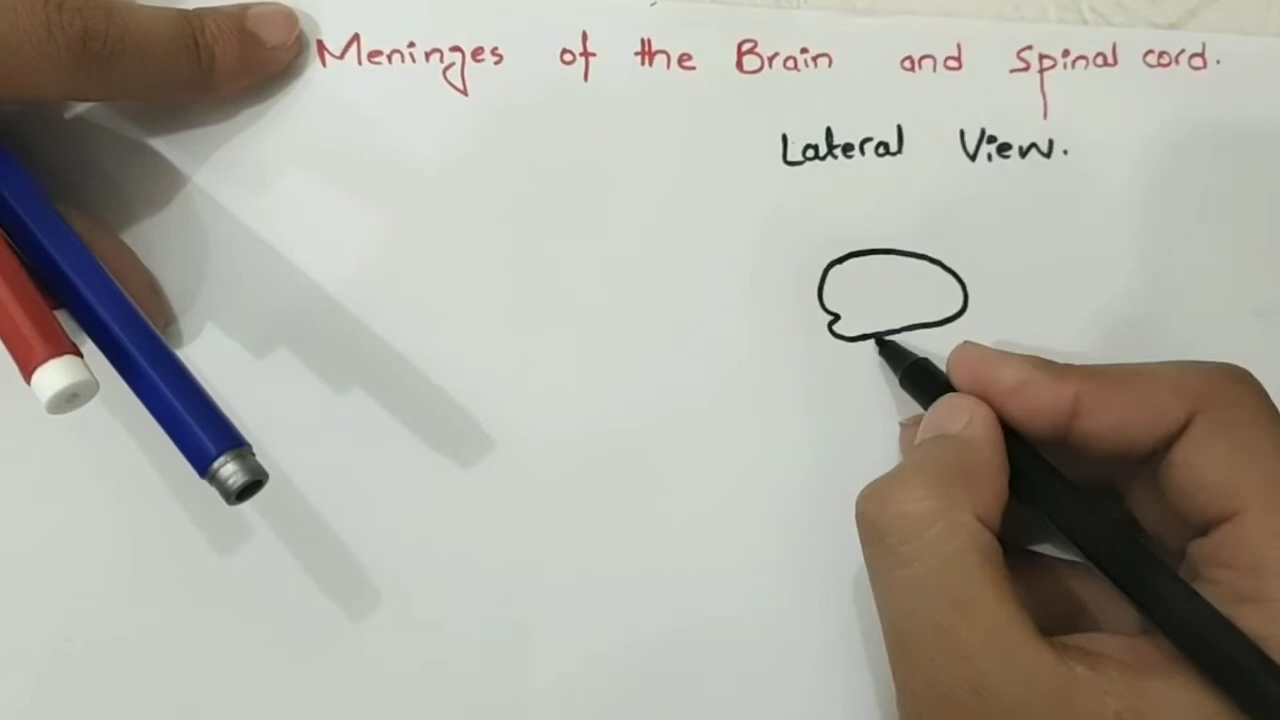 Meninges of the Brain and Spinal cord.
Lateral View.